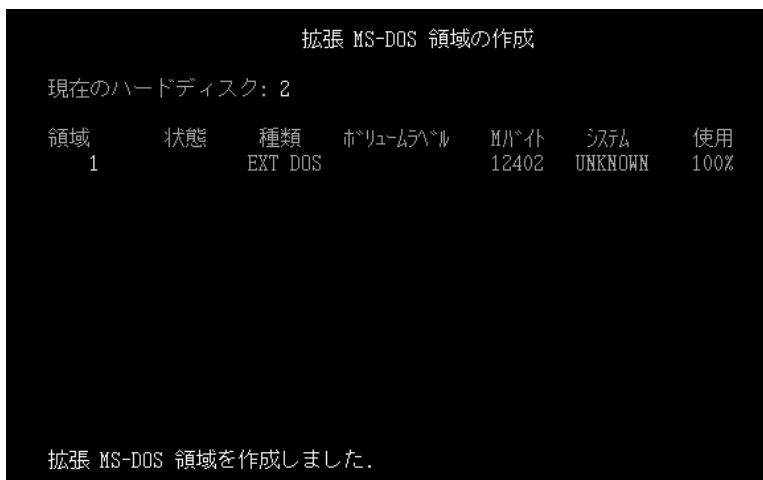 拡張 MS-DOS 領域の作成
現在のハードディスク: 2
領域 状態 種類 ボリュームラベル Mバイト システム 使用
1 EXT DOS 12402 UNKNOWN 100%
拡張 MS-DOS 領域を作成しました.